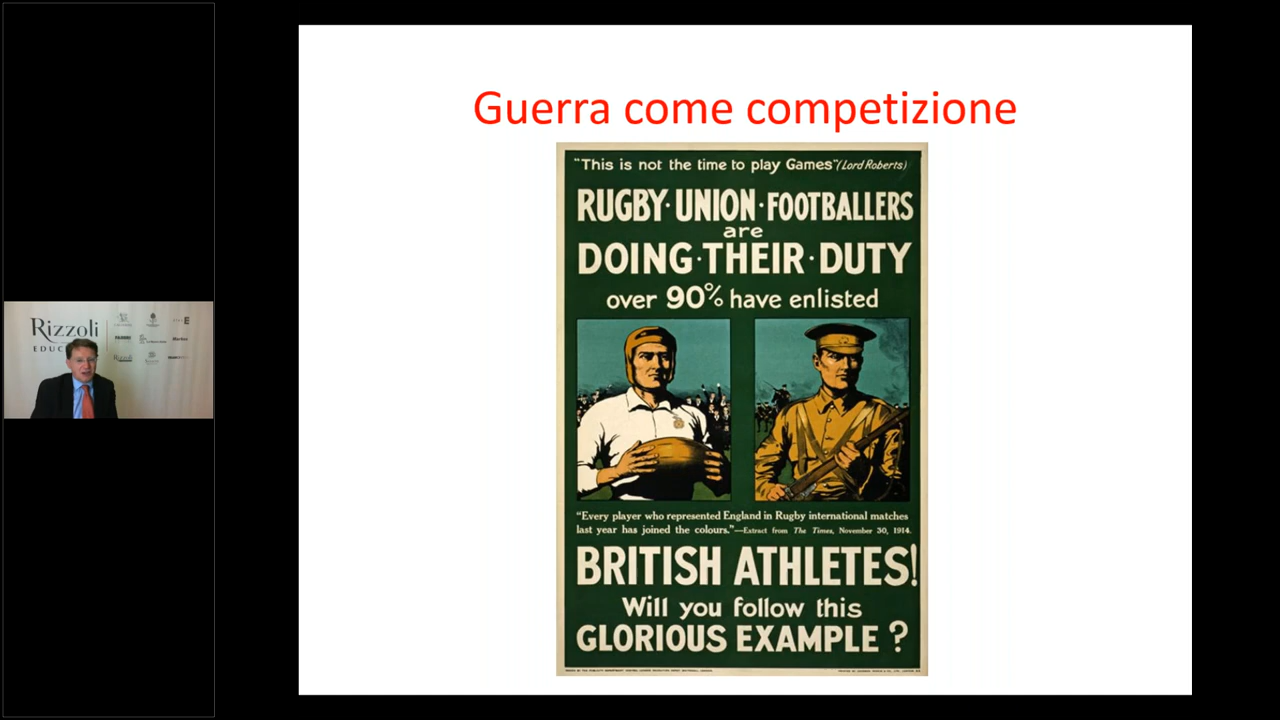 Guerra come competizione
"This is not the time to play Games" (Lord Roberts)
RUGBY·UNION·FOOTBALLERS
are
DOING·THEIR·DUTY
over 90% have enlisted
"Every player who represented England in Rugby international matches
last year has joined the colours."—Extract from The Times, November 30, 1914.
BRITISH ATHLETES!
Will you follow this
GLORIOUS EXAMPLE?
Rizzoli